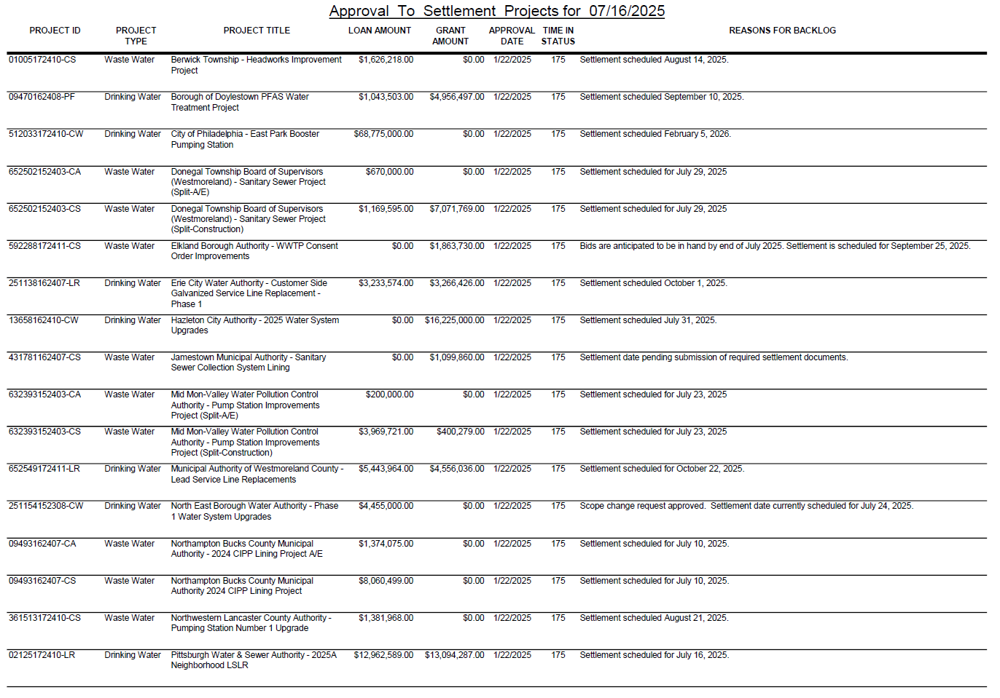 Approval To Settlement Projects for 07/16/2025
PROJECT ID PROJECT TITLE LOAN AMOUNT REASONS FOR BACKLOG
PROJECT TYPE
GRANT AMOUNT
APPROVAL DATE
TIME IN STATUS
01005172410-CS Waste Water Berwick Township - Headworks Improvement $1,626,218.00 $0.00 1/22/2025 175 Settlement scheduled August 14, 2025.
Project
09470162408-PF Drinking Water Borough of Doylestown PFAS Water $1,043,503.00 $4,956,497.00 1/22/2025 175 Settlement scheduled September 10, 2025.
Treatment Project
512033172410-CW Drinking Water City of Philadelphia - East Park Booster $68,775,000.00 $0.00 1/22/2025 175 Settlement scheduled February 5, 2026.
Pumping Station
652502152403-CA Waste Water Donegal Township Board of Supervisors $670,000.00 $0.00 1/22/2025 175 Settlement scheduled for July 29, 2025
(Westmoreland) - Sanitary Sewer Project
(Split-A/E)
652502152403-CS Waste Water Donegal Township Board of Supervisors $1,169,595.00 $7,071,769.00 1/22/2025 175 Settlement scheduled for July 29, 2025
(Westmoreland) - Sanitary Sewer Project
(Split-Construction)
592288172411-CS Waste Water Elkland Borough Authority - WWTP Consent $0.00 $1,863,730.00 1/22/2025 175 Bids are anticipated to be in hand by end of July 2025. Settlement is scheduled for September 25, 2025.
Order Improvements
251138162407-LR Drinking Water Erie City Water Authority - Customer Side $3,233,574.00 $3,266,426.00 1/22/2025 175 Settlement scheduled October 1, 2025.
Galvanized Service Line Replacement -
Phase 1
13658162410-CW Drinking Water Hazleton City Authority - 2025 Water System $0.00 $16,225,000.00 1/22/2025 175 Settlement scheduled July 31, 2025.
Upgrades
431781162407-CS Waste Water Jamestown Municipal Authority - Sanitary $0.00 $1,099,860.00 1/22/2025 175 Settlement date pending submission of required settlement documents.
Sewer Collection System Lining
632393152403-CA Waste Water Mid Mon-Valley Water Pollution Control $200,000.00 $0.00 1/22/2025 175 Settlement scheduled for July 23, 2025
Authority - Pump Station Improvements
Project (Split-A/E)
632393152403-CS Waste Water Mid Mon-Valley Water Pollution Control $3,969,721.00 $400,279.00 1/22/2025 175 Settlement scheduled for July 23, 2025
Authority - Pump Station Improvements
Project (Split-Construction)
652549172411-LR Drinking Water Municipal Authority of Westmoreland County - $5,443,964.00 $4,556,036.00 1/22/2025 175 Settlement scheduled for October 22, 2025.
Lead Service Line Replacements
251154152308-CW Drinking Water North East Borough Water Authority - Phase $4,455,000.00 $0.00 1/22/2025 175 Scope change request approved. Settlement date currently scheduled for July 24, 2025.
1 Water System Upgrades
09493162407-CA Waste Water Northampton Bucks County Municipal $1,374,075.00 $0.00 1/22/2025 175 Settlement scheduled for July 10, 2025.
Authority - 2024 CIPP Lining Project A/E
09493162407-CS Waste Water Northampton Bucks County Municipal $8,060,499.00 $0.00 1/22/2025 175 Settlement scheduled for July 10, 2025.
Authority 2024 CIPP Lining Project
361513172410-CS Waste Water Northwestern Lancaster County Authority - $1,381,968.00 $0.00 1/22/2025 175 Settlement scheduled August 21, 2025.
Pumping Station Number 1 Upgrade
02125172410-LR Drinking Water Pittsburgh Water & Sewer Authority - 2025A $12,962,589.00 $13,094,287.00 1/22/2025 175 Settlement scheduled for July 16, 2025.
Neighborhood LSLR